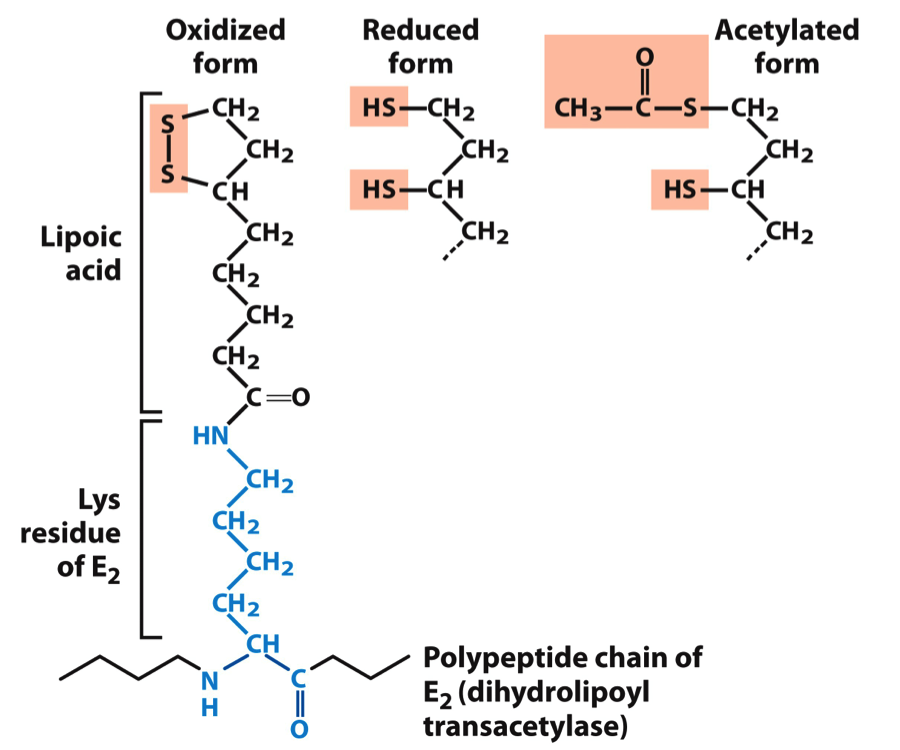 Oxidized
form
Reduced
form
Acetylated
form
O
S CH2
HS—CH2
CH3—C—S—CH2
CH2
CH2
CH2
S CH
HS—CH
HS—CH
Lipoic
acid
CH2
CH2
CH2
CH2
CH2
CH2
C=O
HN
Lys
residue
of E2
CH2
CH2
CH2
CH2
CH
N
H
C
O
Polypeptide chain of
E2 (dihydrolipoyl
transacetylase)